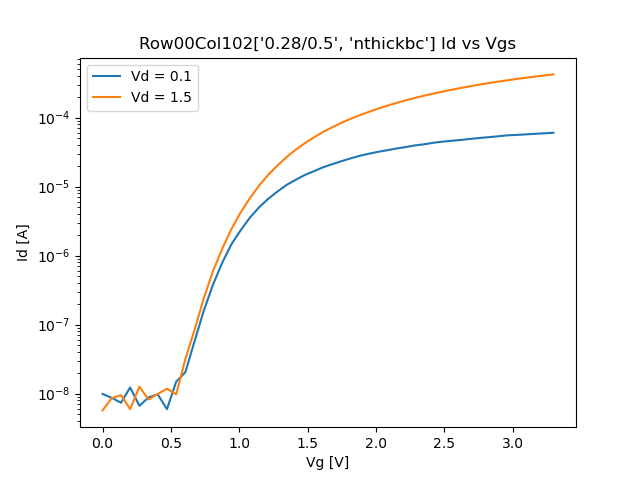 Row00Col102['0.28/0.5', 'nthickbc'] Id vs Vgs
Vd = 0.1
Vd = 1.5
10⁻⁴
10⁻⁵
10⁻⁶
10⁻⁷
10⁻⁸
Id [A]
0.0 0.5 1.0 1.5 2.0 2.5 3.0
Vg [V]